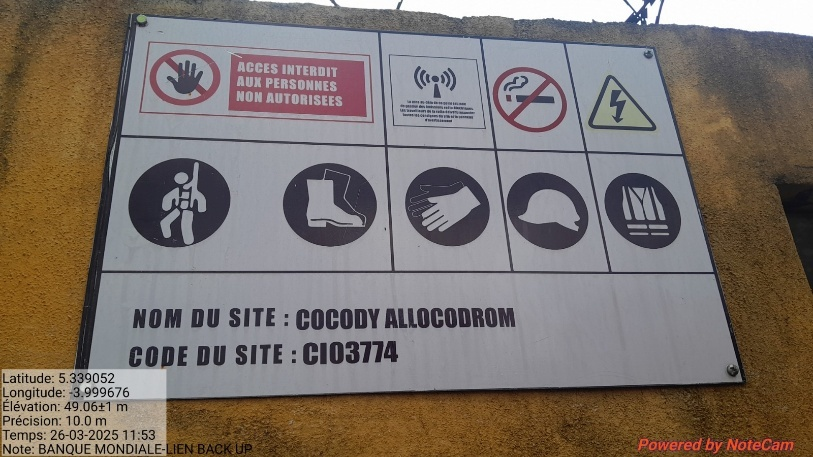 ACCES INTERDIT
AUX PERSONNES
NON AUTORISEES
NOM DU SITE : COCODY ALLOCODROM
CODE DU SITE : CI03774
Latitude: 5.339052
Longitude: -3.999676
Élévation: 49.06±1 m
Précision: 10.0 m
Temps: 26-03-2025 11:53
Note: BANQUE MONDIALE-LIEN BACK UP
Powered by NoteCam